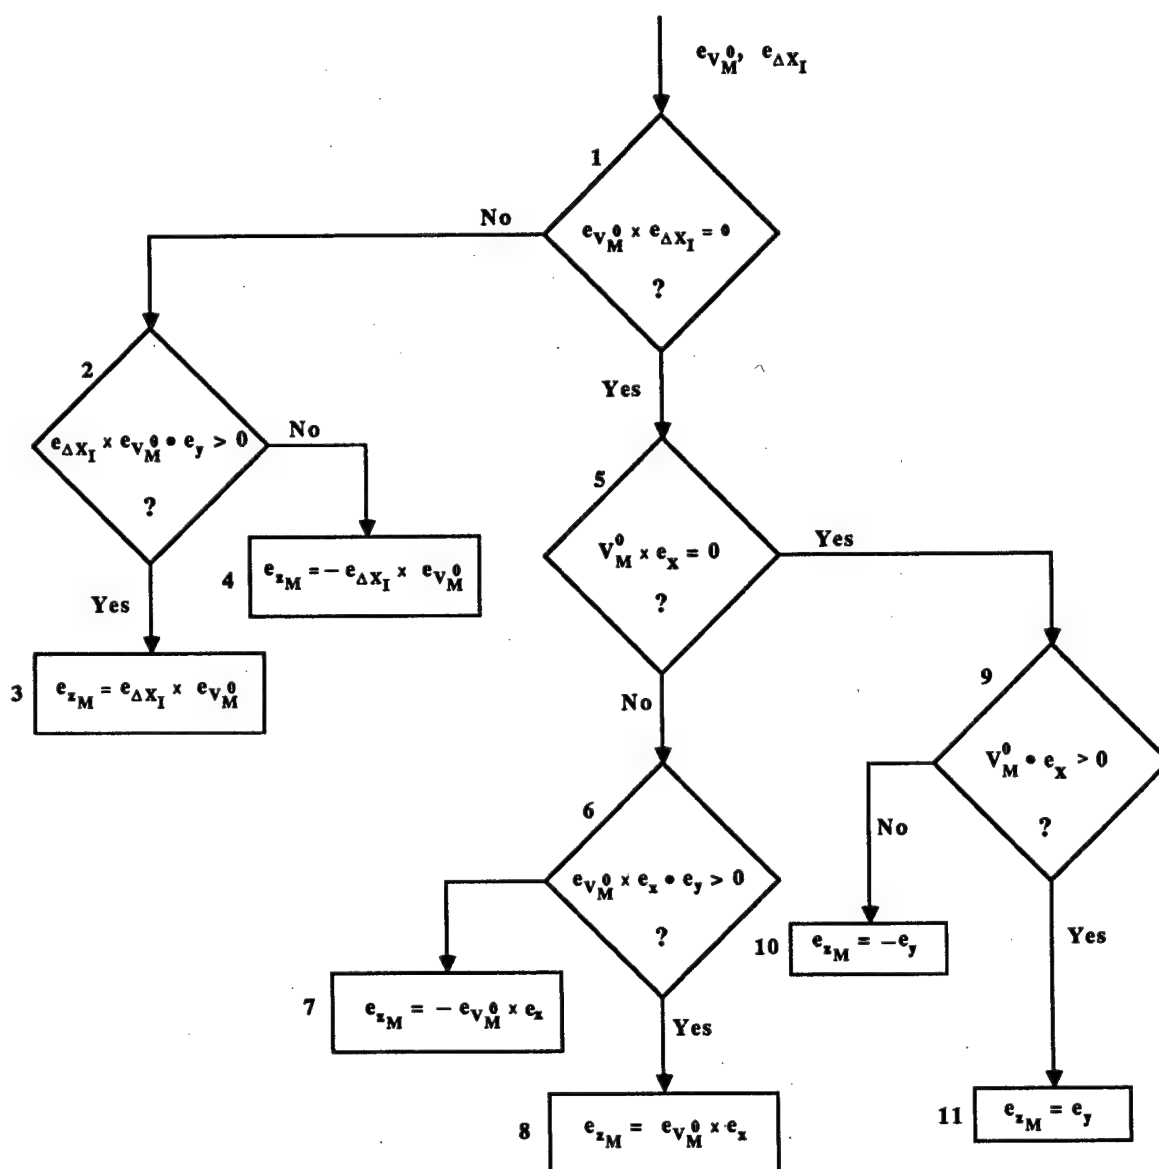 e_{V_M^0}, e_{ΔX_I}
1
No
e_{V_M^0} × e_{ΔX_I} = 0
?
2
Yes
No
e_{ΔX_I} × e_{V_M^0} • e_y > 0
?
5
Yes
V_M^0 × e_x = 0
?
4
e_{z_M} = − e_{ΔX_I} × e_{V_M^0}
Yes
3
e_{z_M} = e_{ΔX_I} × e_{V_M^0}
No
9
V_M^0 • e_x > 0
?
6
No
e_{V_M^0} × e_x • e_y > 0
?
10
e_{z_M} = −e_y
Yes
7
e_{z_M} = − e_{V_M^0} × e_x
Yes
11
e_{z_M} = e_y
8
e_{z_M} = e_{V_M^0} × e_x